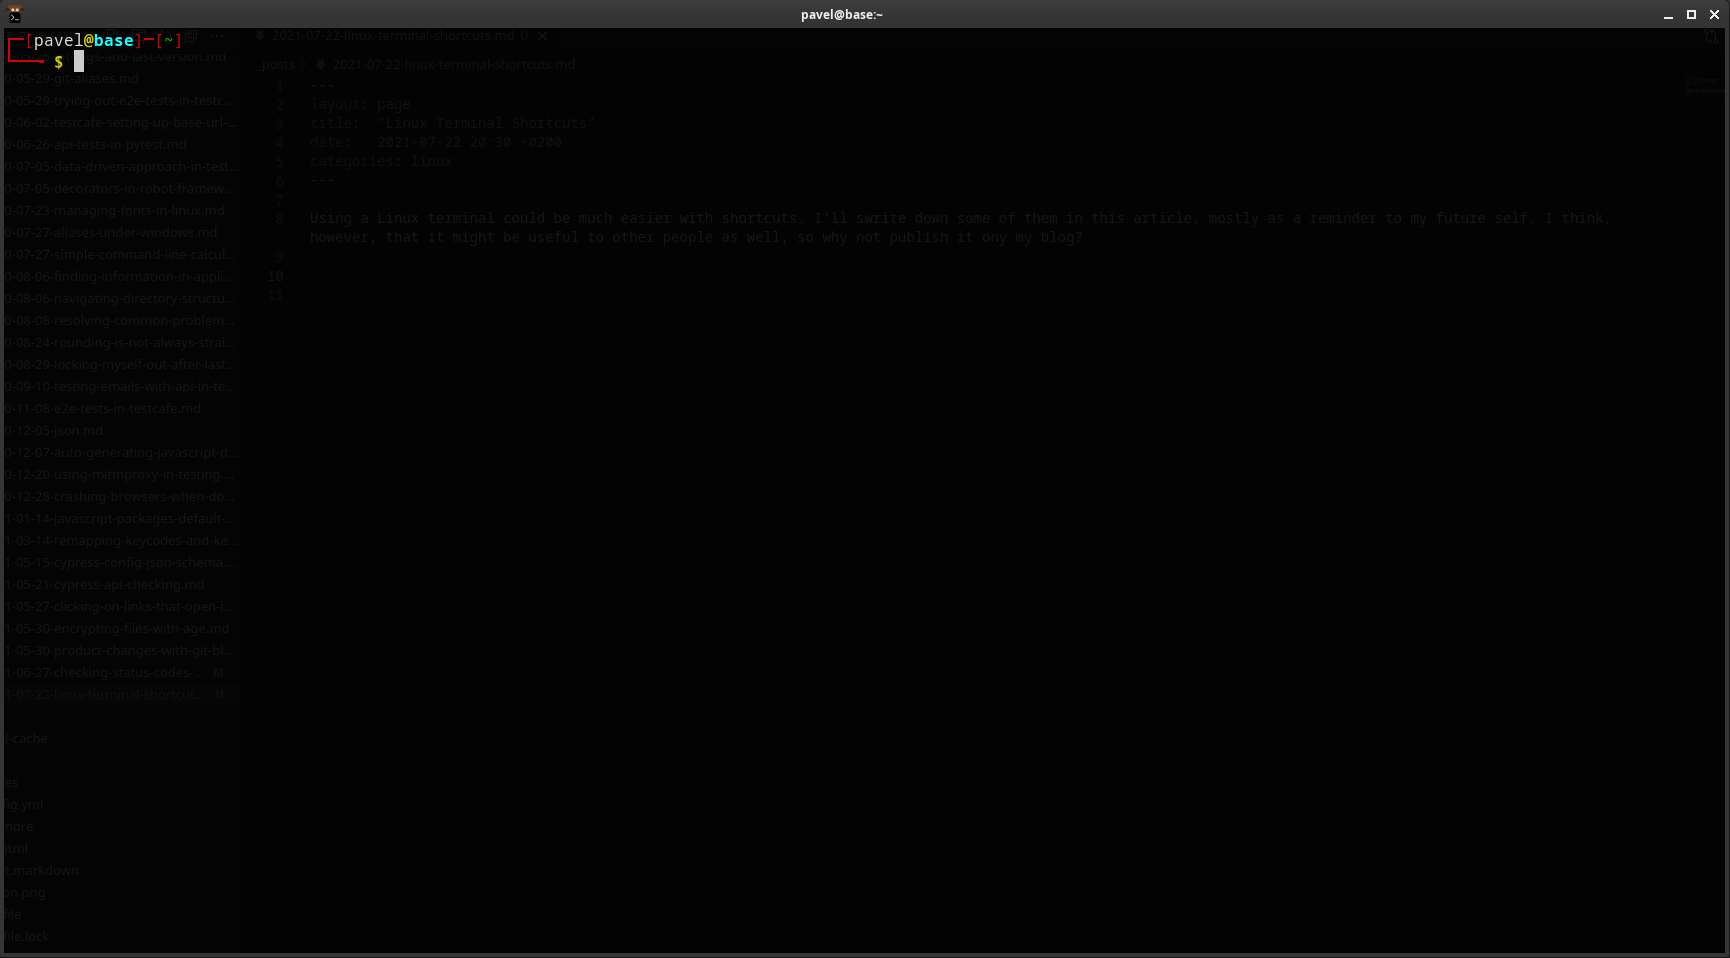 pavel@base:~
[pavel@base]─[~]
$
2021-07-22-linux-terminal-shortcuts.md U
gs-and-last-version.md
0-05-29-git-aliases.md
0-05-29-trying-out-e2e-tests-in-testc...
0-06-02-testcafe-setting-up-base-url-...
0-06-26-api-tests-in-pytest.md
0-07-05-data-driven-approach-in-test...
0-07-05-decorators-in-robot-framew...
0-07-23-managing-fonts-in-linux.md
0-07-27-aliases-under-windows.md
0-07-27-simple-command-line-calcul...
0-08-06-finding-information-in-appli...
0-08-06-navigating-directory-structu...
0-08-08-resolving-common-problem...
0-08-24-rounding-is-not-always-strai...
0-08-29-locking-myself-out-after-last...
0-09-10-testing-emails-with-api-in-te...
0-11-08-e2e-tests-in-testcafe.md
0-12-05-json.md
0-12-07-auto-generating-javascript-d...
0-12-20-using-mitmproxy-in-testing....
0-12-28-crashing-browsers-when-do...
1-01-14-javascript-packages-default-...
1-03-14-remapping-keycodes-and-ke...
1-05-15-cypress-config-json-schema....
1-05-21-cypress-api-checking.md
1-05-27-clicking-on-links-that-open-i...
1-05-30-encrypting-files-with-age.md
1-05-30-product-changes-with-git-bl...
1-06-27-checking-status-codes-... M
1-07-22-linux-terminal-shortcut... U
l-cache
es
fig.yml
nore
html
t.markdown
on.png
file
file.lock
_posts > 2021-07-22-linux-terminal-shortcuts.md
1 ---
2 layout: page
3 title: "Linux Terminal Shortcuts"
4 date: 2021-07-22 20:30 +0200
5 categories: linux
6 ---
7
8 Using a Linux terminal could be much easier with shortcuts. I'll swrite down some of them in this article, mostly as a reminder to my future self. I think,
however, that it might be useful to other people as well, so why not publish it ony my blog?
9
10
11